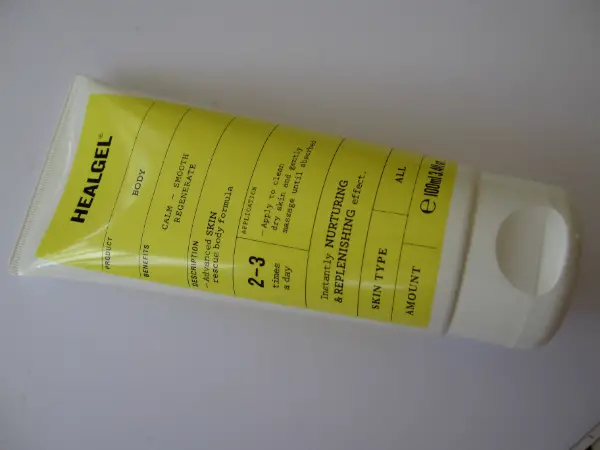 HEALGEL®
PRODUCT
BODY
BENEFITS
CALM - SMOOTH
REGENERATE
DESCRIPTION
-Advanced SKIN
rescue body formula
2-3
times
a day
APPLICATION
-Apply to clean
dry skin and gently
massage until absorbed
Instantly NURTURING
& REPLENISHING effect.
SKIN TYPE
ALL
AMOUNT
℮ 100ml